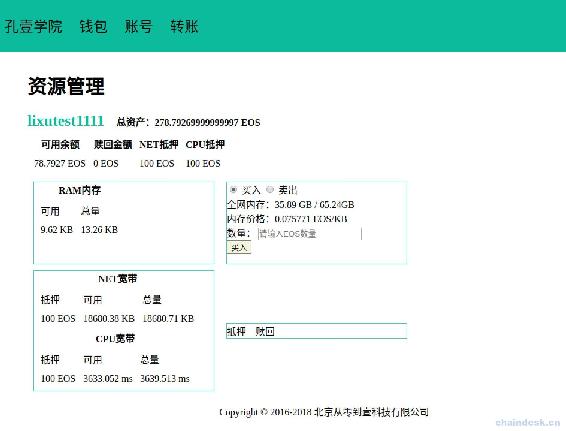 孔壹学院 钱包 账号 转账
资源管理
lixutest1111 总资产：278.79269999999997 EOS
可用余额 赎回金额 NET抵押 CPU抵押
78.7927 EOS 0 EOS 100 EOS 100 EOS
RAM内存
可用 总量
9.62 KB 13.26 KB
买入 卖出
全网内存：35.89 GB / 65.24GB
内存价格：0.075771 EOS/KB
数量：请输入EOS数量
买入
NET宽带
抵押 可用 总量
100 EOS 18680.38 KB 18680.71 KB
CPU宽带
抵押 可用 总量
100 EOS 3633.052 ms 3639.513 ms
抵押 赎回
Copyright © 2016-2018 北京从零到壹科技有限公司
chaindesk.cn